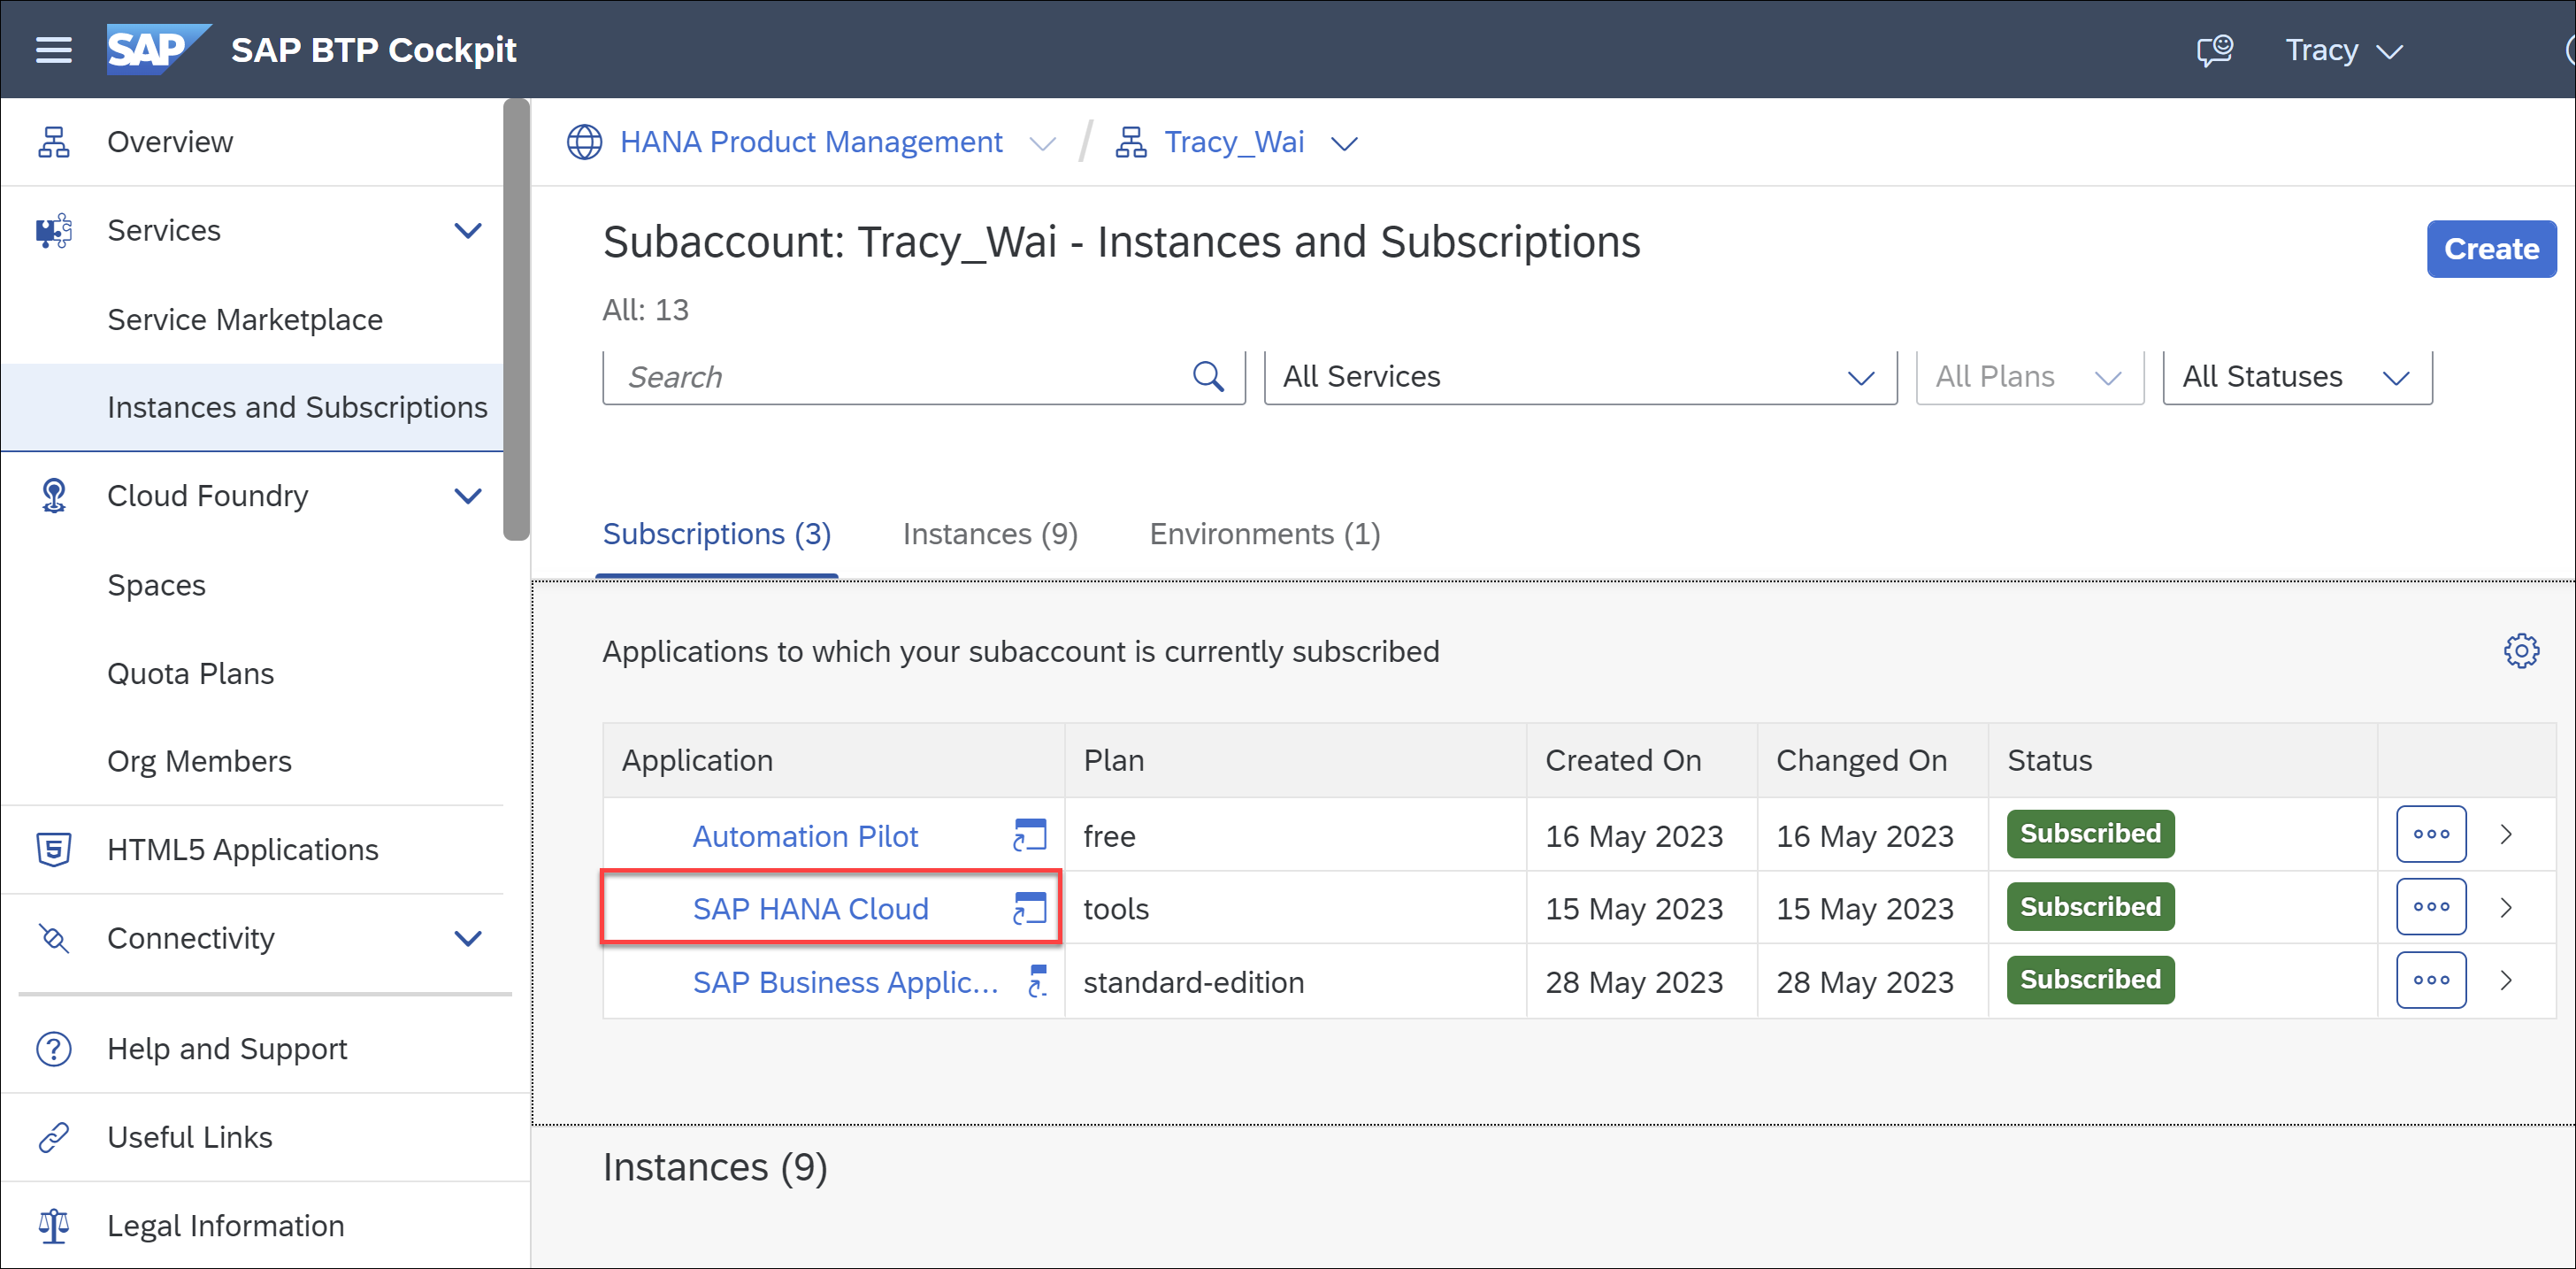 SAP SAP BTP Cockpit Tracy
Overview
Services
Service Marketplace
Instances and Subscriptions
Cloud Foundry
Spaces
Quota Plans
Org Members
HTML5 Applications
Connectivity
Help and Support
Useful Links
Legal Information
HANA Product Management / Tracy_Wai
Subaccount: Tracy_Wai - Instances and Subscriptions
Create
All: 13
Search All Services All Plans All Statuses
Subscriptions (3) Instances (9) Environments (1)
Applications to which your subaccount is currently subscribed
Application Plan Created On Changed On Status
Automation Pilot free 16 May 2023 16 May 2023 Subscribed
SAP HANA Cloud tools 15 May 2023 15 May 2023 Subscribed
SAP Business Applic... standard-edition 28 May 2023 28 May 2023 Subscribed
Instances (9)